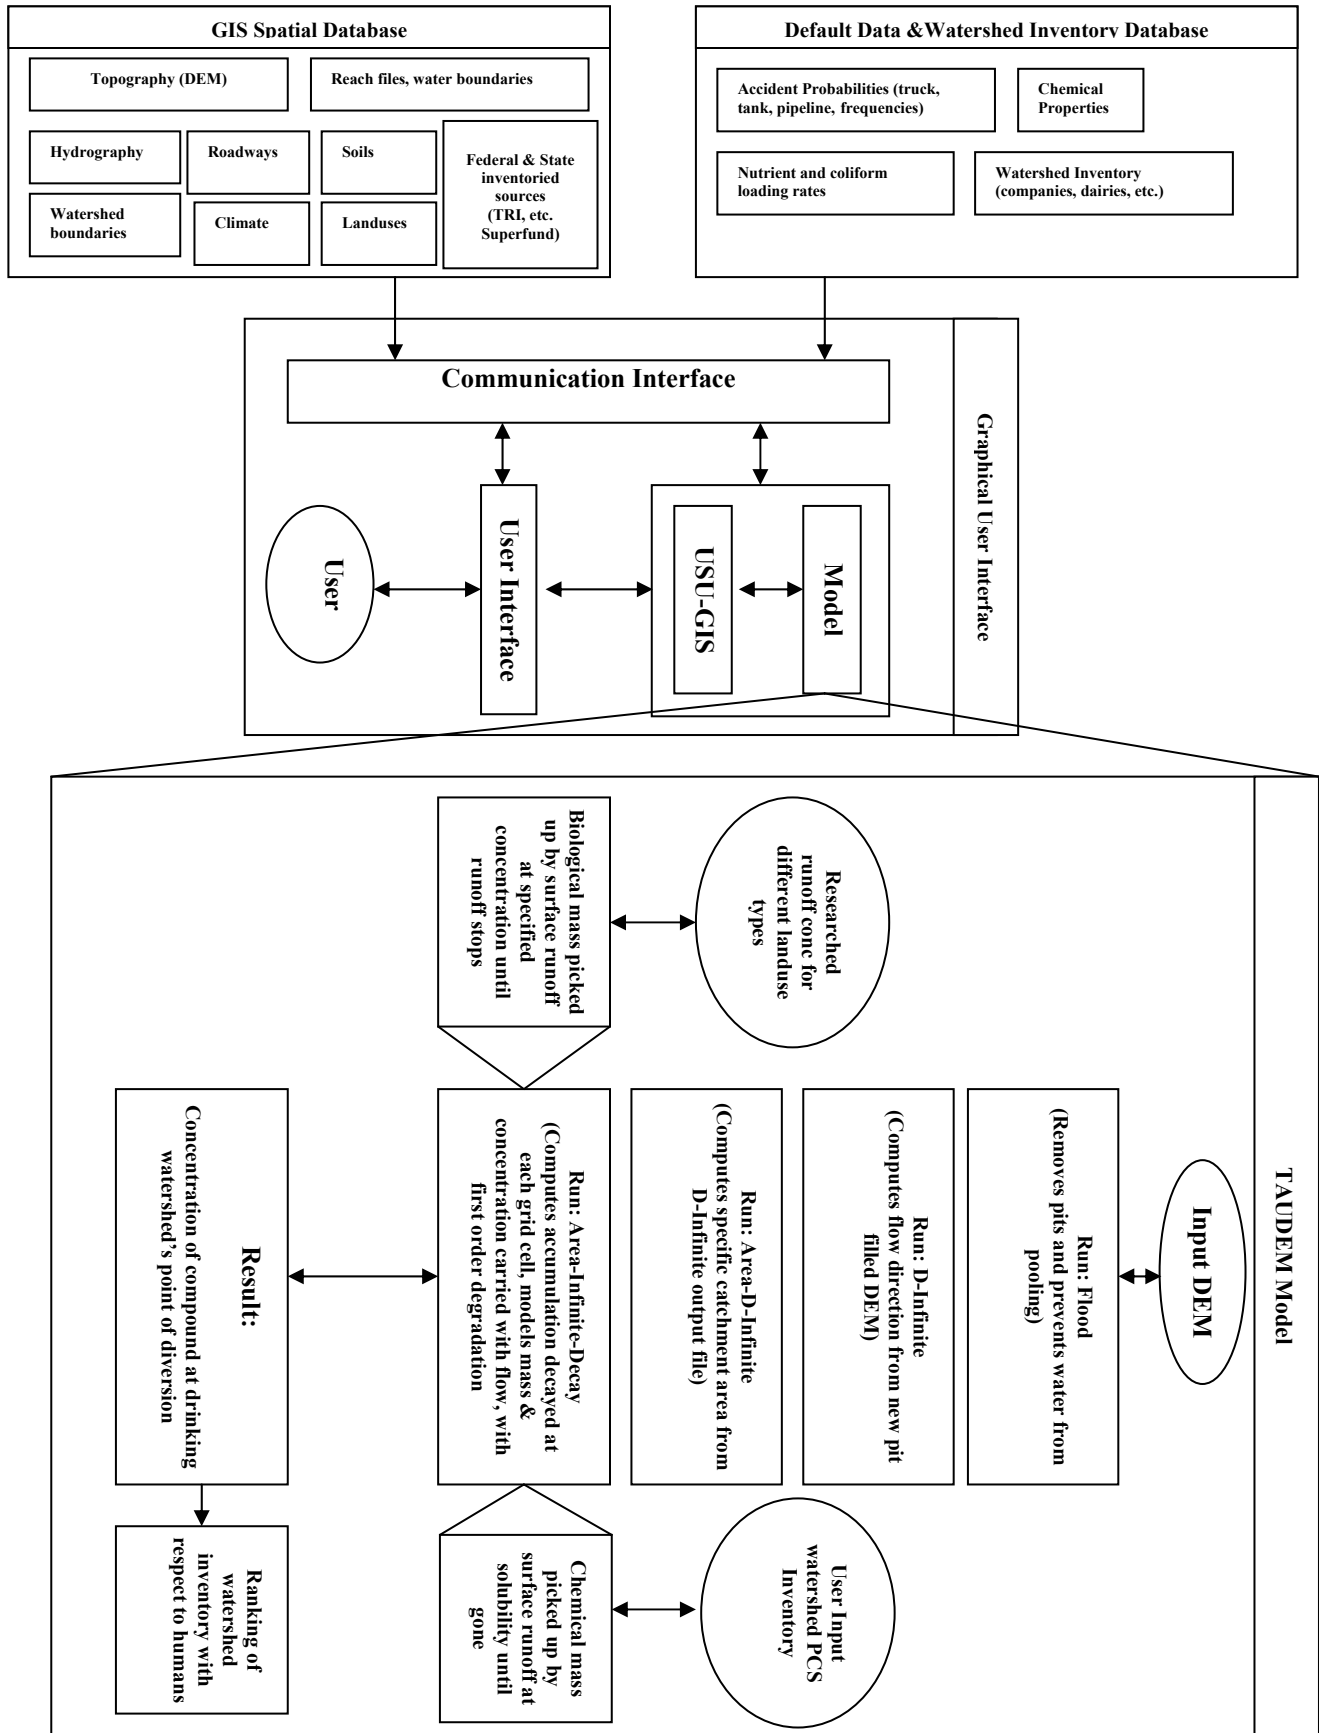 GIS Spatial Database
Topography (DEM)
Reach files, water boundaries
Hydrography
Roadways
Soils
Federal & State
inventoried
sources
(TRI, etc.
Superfund)
Watershed
boundaries
Climate
Landuses
Default Data &Watershed Inventory Database
Accident Probabilities (truck,
tank, pipeline, frequencies)
Chemical
Properties
Nutrient and coliform
loading rates
Watershed Inventory
(companies, dairies, etc.)
Graphical User Interface
Communication Interface
User
User Interface
USU-GIS
Model
TAUDEM Model
Input DEM
Run: Flood
(Removes pits and prevents water from
pooling)
Run: D-Infinite
(Computes flow direction from new pit
filled DEM)
Run: Area-D-Infinite
(Computes specific catchment area from
D-Infinite output file)
Researched
runoff conc for
different landuse
types
Biological mass picked
up by surface runoff
at specified
concentration until
runoff stops
Run: Area-Infinite-Decay
(Computes accumulation decayed at
each grid cell, models mass &
concentration carried with flow, with
first order degradation
User Input
watershed PCS
Inventory
Chemical mass
picked up by
surface runoff at
solubility until
gone
Result:
Concentration of compound at drinking
watershed's point of diversion
Ranking of
watershed
inventory with
respect to humans